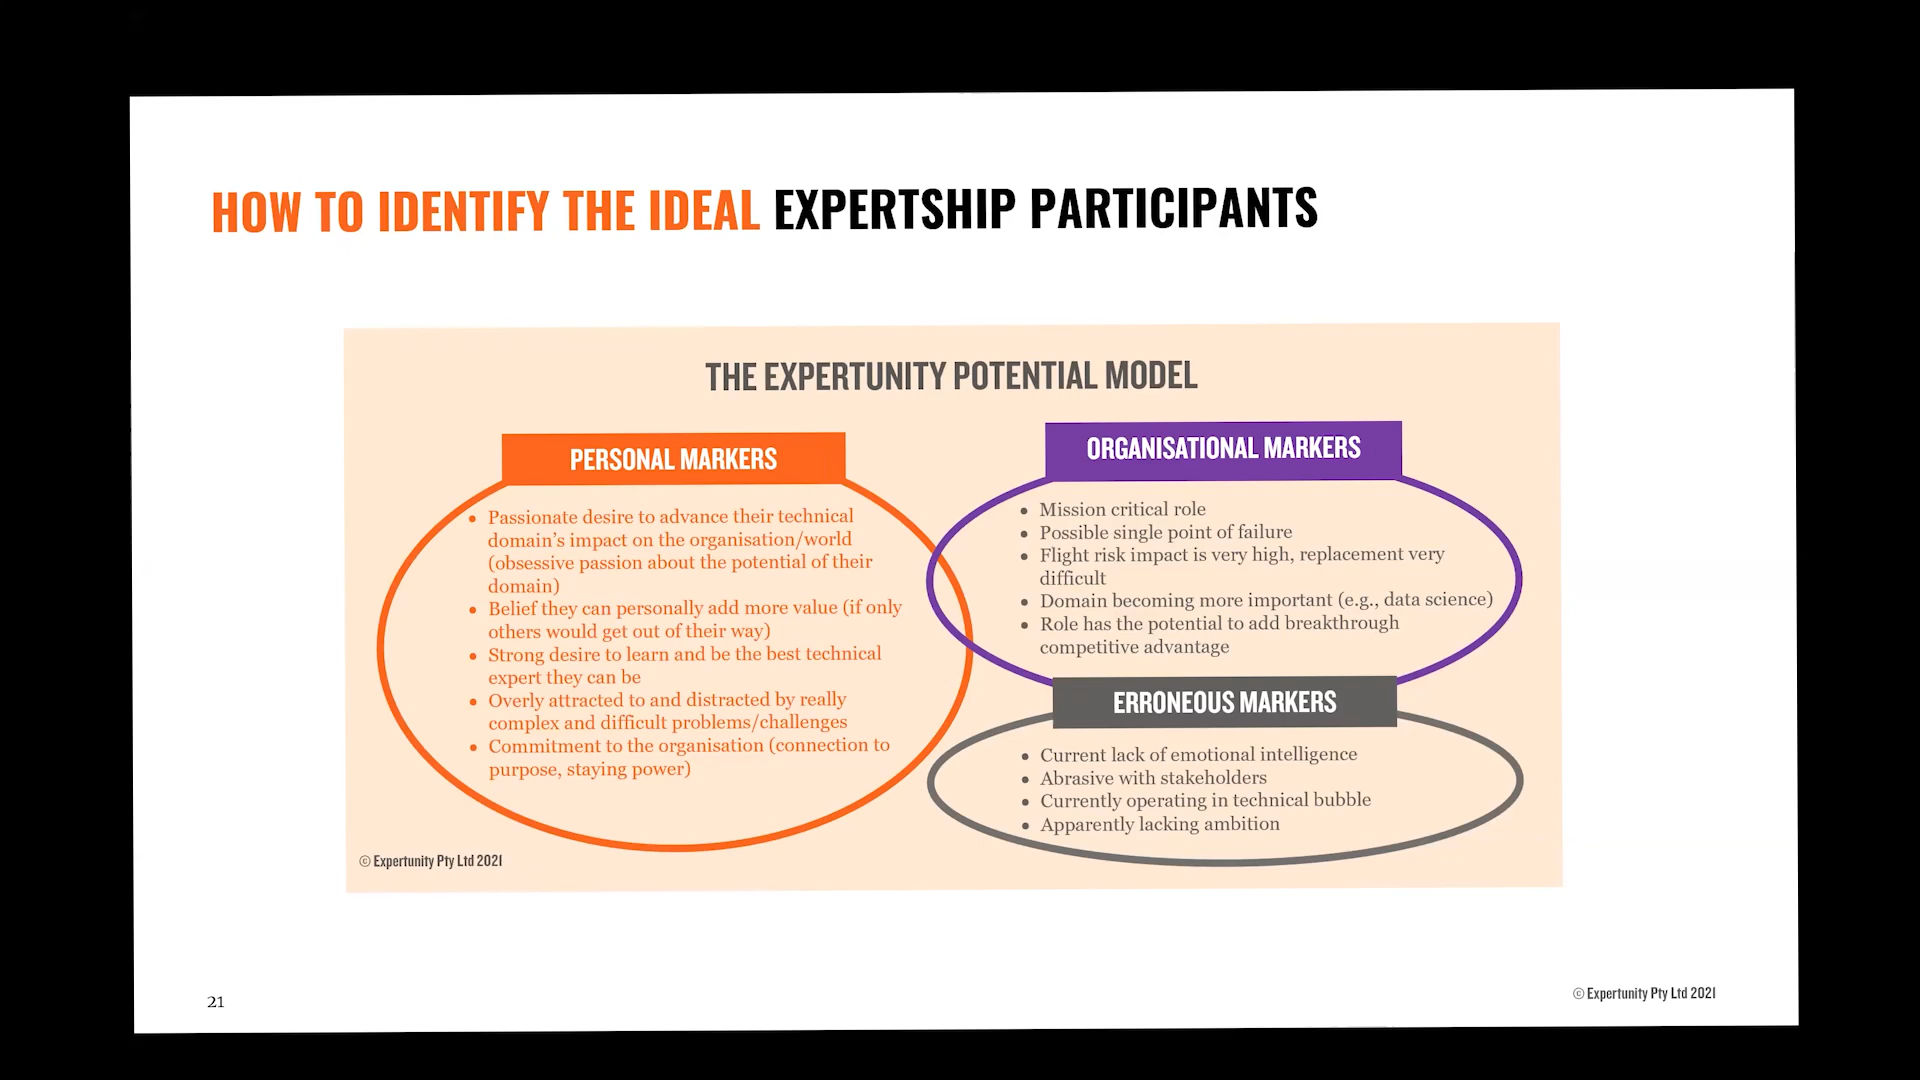 HOW TO IDENTIFY THE IDEAL EXPERTSHIP PARTICIPANTS
THE EXPERTUNITY POTENTIAL MODEL
PERSONAL MARKERS
• Passionate desire to advance their technical
domain's impact on the organisation/world
(obsessive passion about the potential of their
domain)
• Belief they can personally add more value (if only
others would get out of their way)
• Strong desire to learn and be the best technical
expert they can be
• Overly attracted to and distracted by really
complex and difficult problems/challenges
• Commitment to the organisation (connection to
purpose, staying power)
ORGANISATIONAL MARKERS
• Mission critical role
• Possible single point of failure
• Flight risk impact is very high, replacement very
difficult
• Domain becoming more important (e.g., data science)
• Role has the potential to add breakthrough
competitive advantage
ERRONEOUS MARKERS
• Current lack of emotional intelligence
• Abrasive with stakeholders
• Currently operating in technical bubble
• Apparently lacking ambition
© Expertunity Pty Ltd 2021
21
© Expertunity Pty Ltd 2021